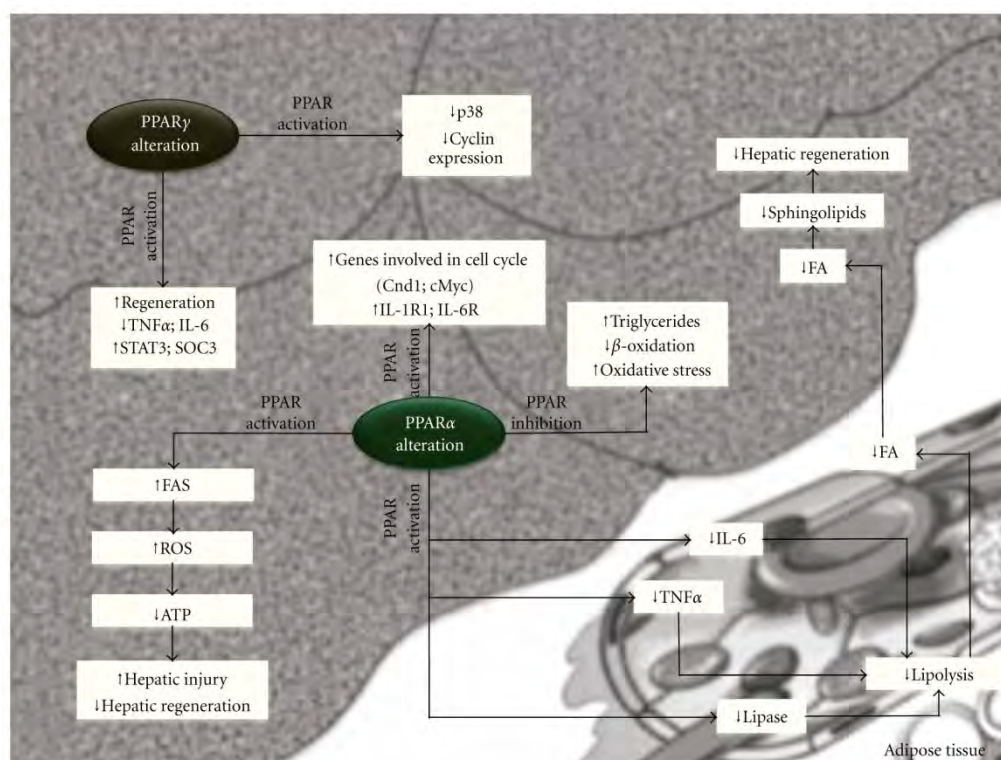 PPARγ
alteration
PPAR
activation
↓p38
↓Cyclin
expression
PPAR
activation
↑Regeneration
↓TNFα; IL-6
↑STAT3; SOC3
↑Genes involved in cell cycle
(Cnd1; cMyc)
↑IL-1R1; IL-6R
↓Hepatic regeneration
↓Sphingolipids
↓FA
↑Triglycerides
↓β-oxidation
↑Oxidative stress
PPAR
activation
PPAR
activation
PPARα
alteration
PPAR
inhibition
↓FA
↑FAS
↑ROS
↓ATP
↑Hepatic injury
↓Hepatic regeneration
PPAR
activation
↓IL-6
↓TNFα
↓Lipolysis
↓Lipase
Adipose tissue